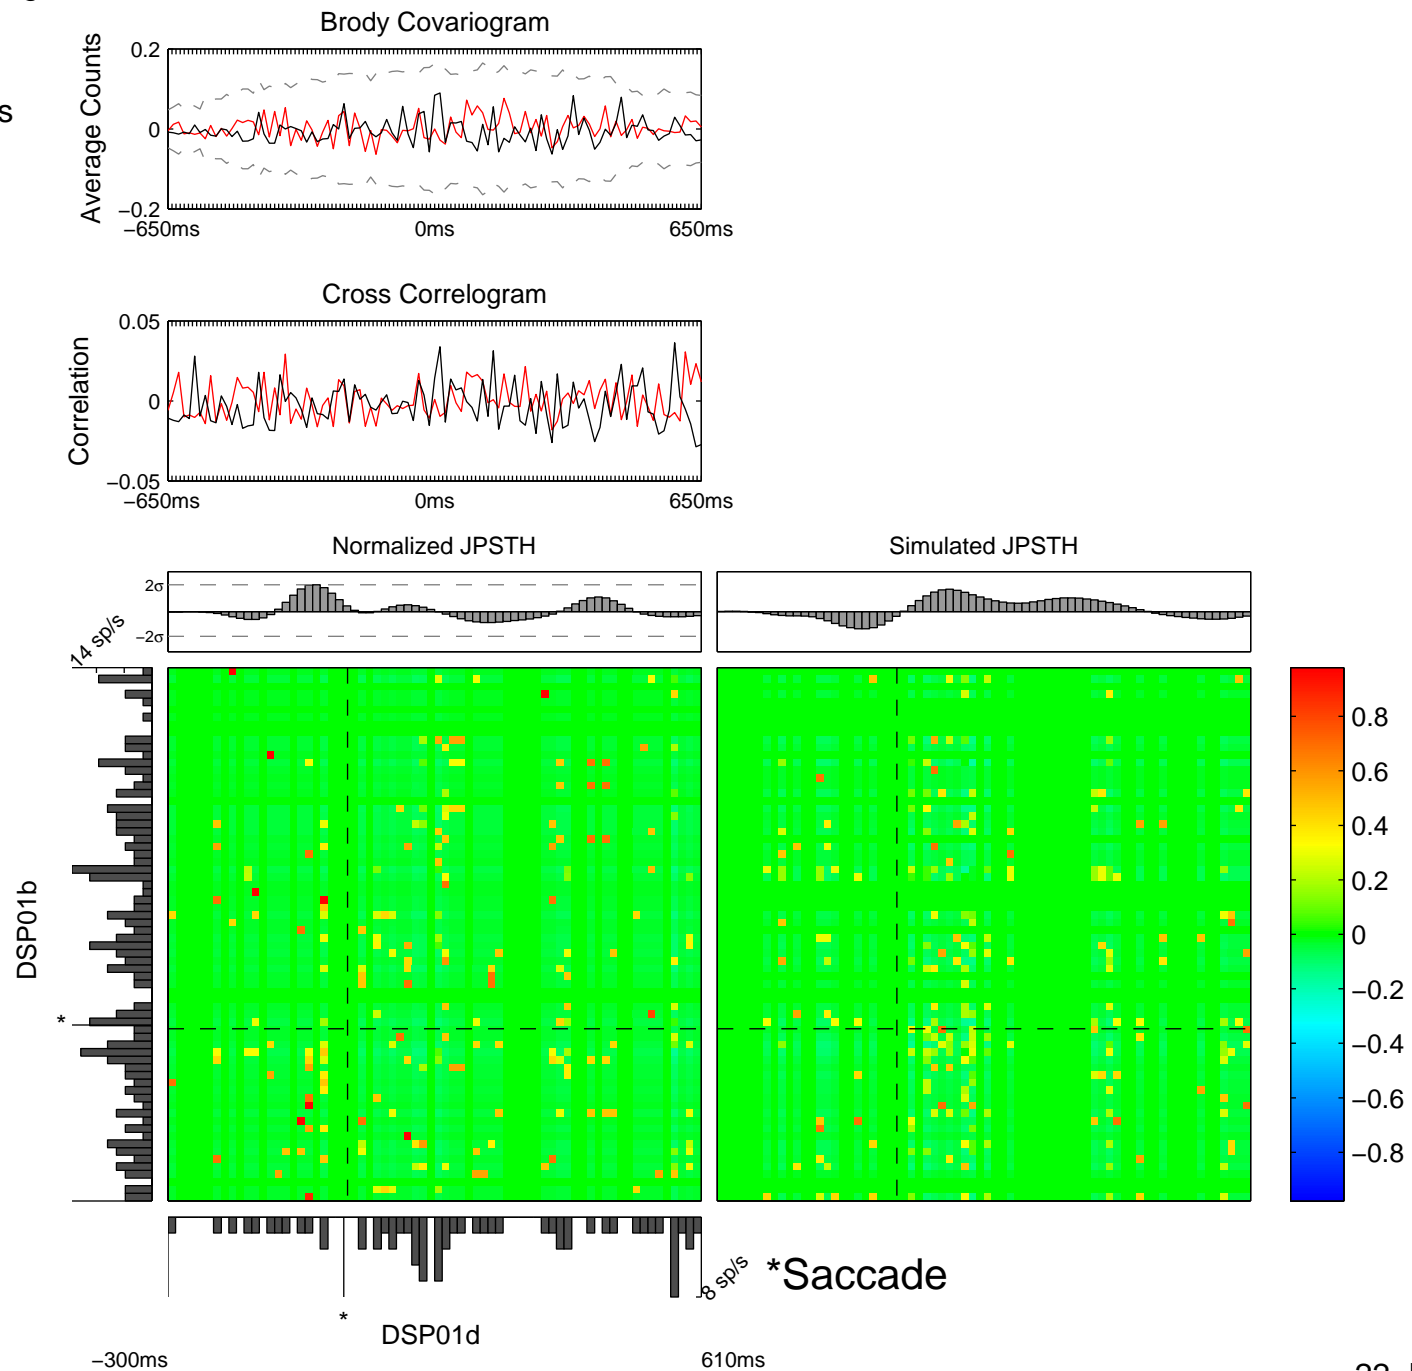 Brody Covariogram
0.2
0
−0.2
Average Counts
s
−650ms 0ms 650ms
Cross Correlogram
0.05
0
−0.05
Correlation
−650ms 0ms 650ms
Normalized JPSTH
Simulated JPSTH
2σ
−2σ
14 sp/s
DSP01b
*
0.8
0.6
0.4
0.2
0
−0.2
−0.4
−0.6
−0.8
8 sp/s
*Saccade
*
DSP01d
−300ms 610ms